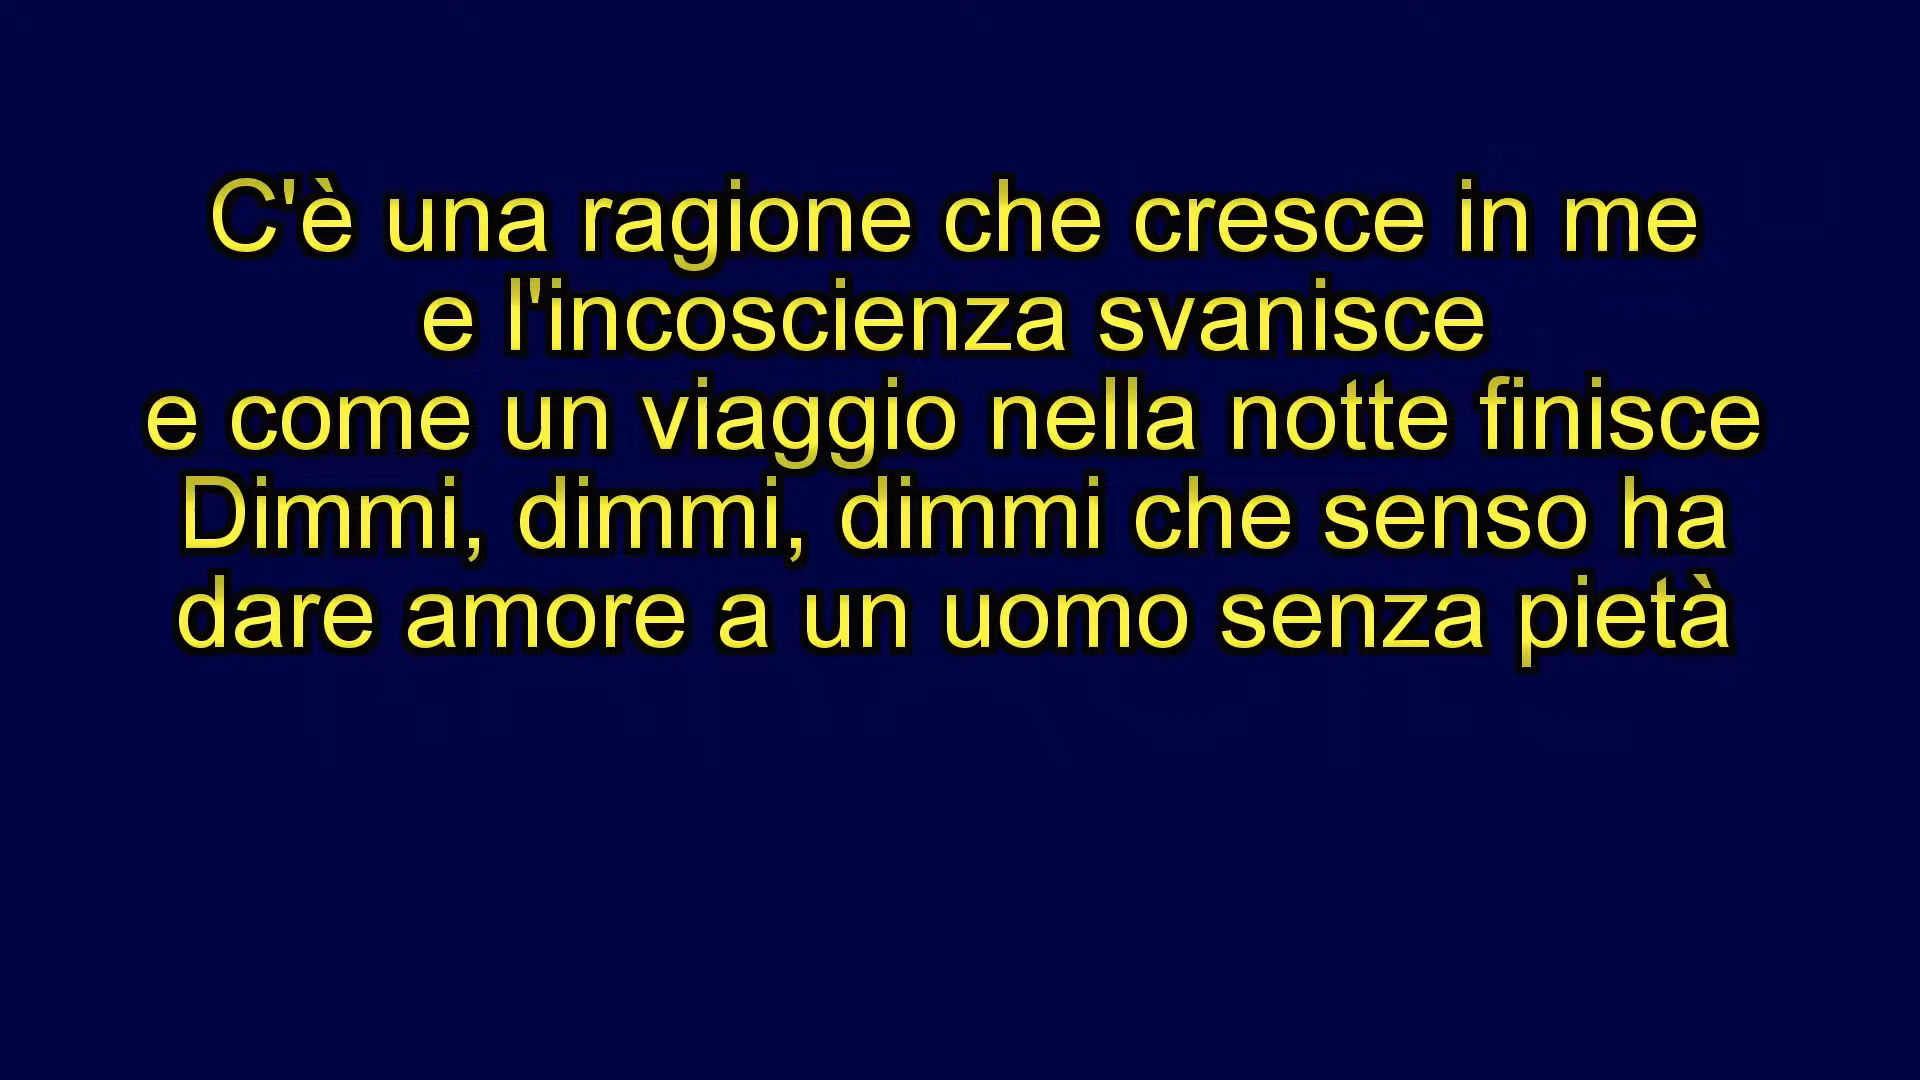 C'è una ragione che cresce in me
e l'incoscienza svanisce
e come un viaggio nella notte finisce
Dimmi, dimmi, dimmi che senso ha
dare amore a un uomo senza pietà